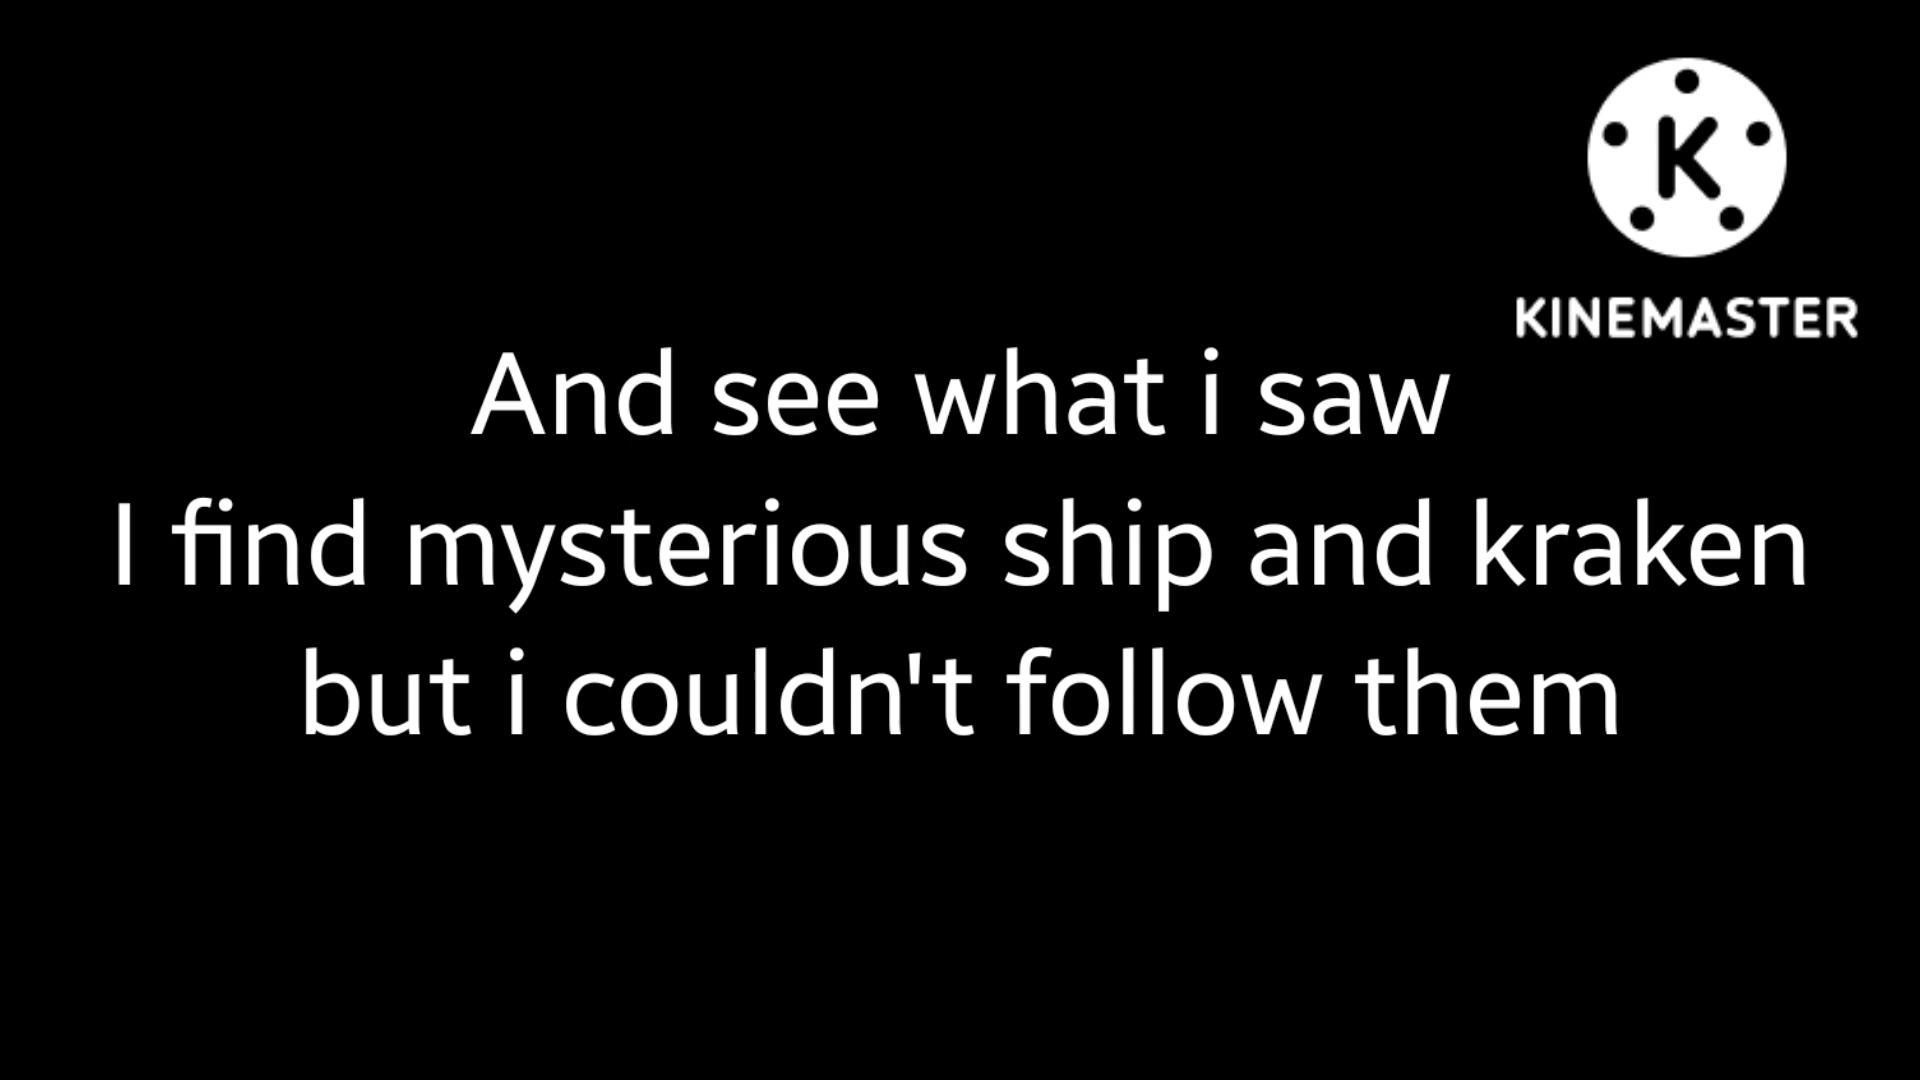 K
KINEMASTER
And see what i saw
I find mysterious ship and kraken
but i couldn't follow them